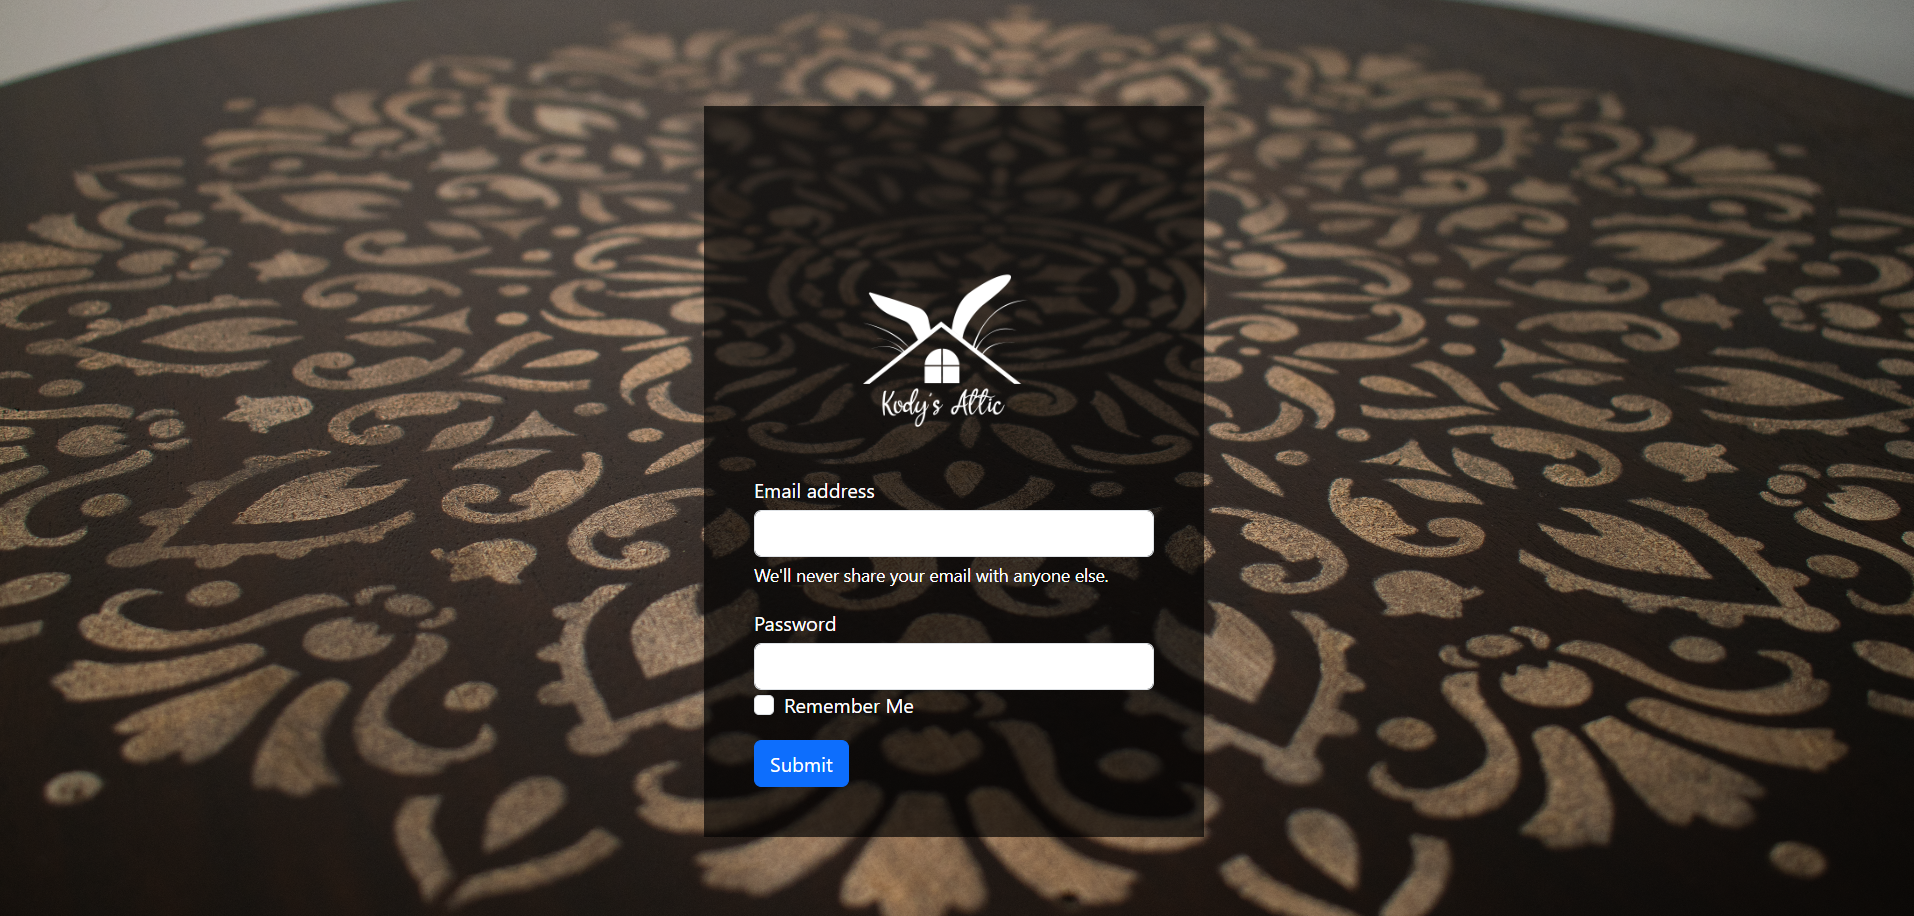 Kody's Attic
Email address
We'll never share your email with anyone else.
Password
Remember Me
Submit